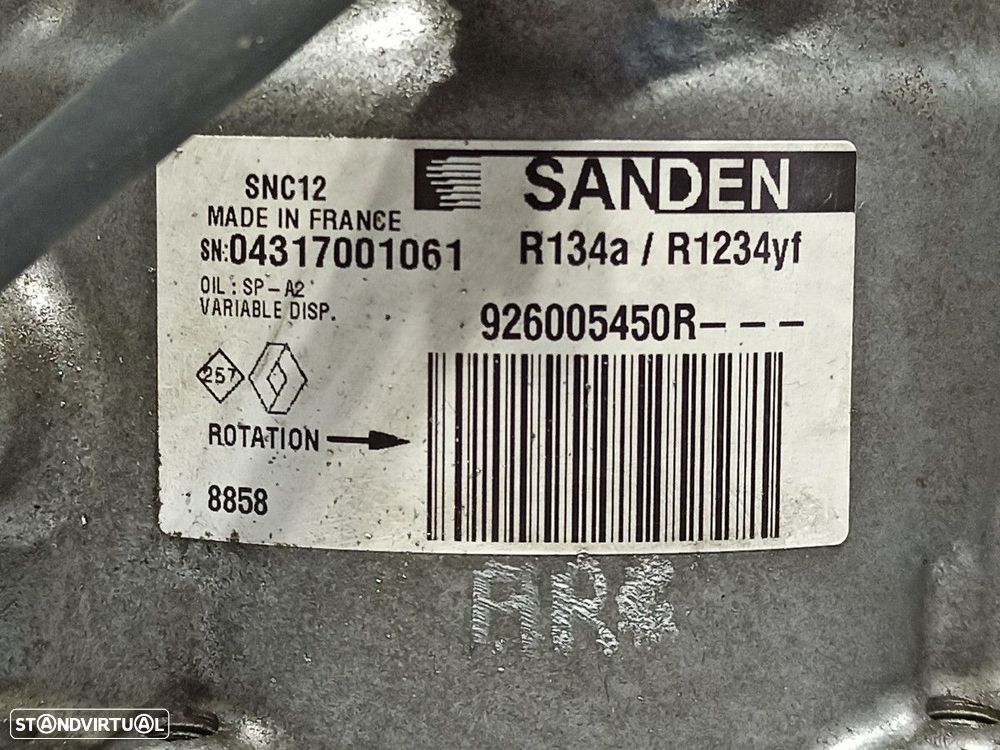 SANDEN
SNC12
MADE IN FRANCE
SN:04317001061
R134a / R1234yf
OIL : SP-A2
VARIABLE DISP.
926005450R---
257
ROTATION
8858
STANDVIRTUAL